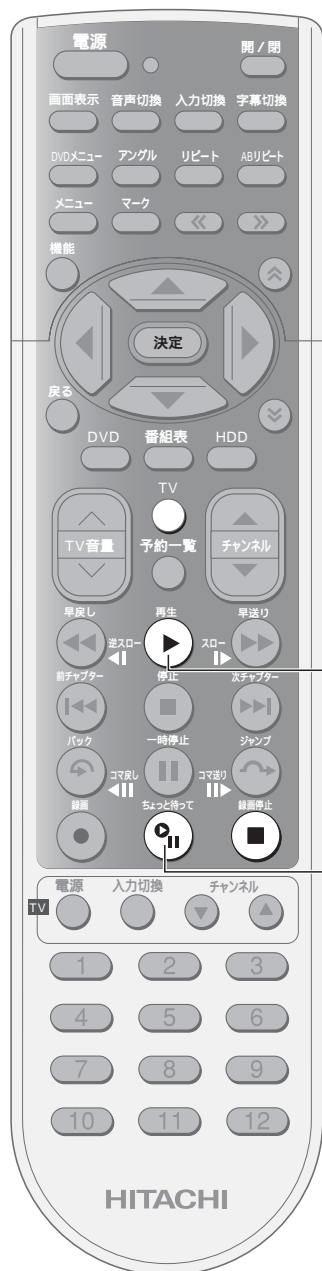 電源
開/閉
画面表示 音声切換 入力切換 字幕切換
DVDメニュー アングル リピート ABリピート
メニュー マーク
機能
決定
戻る
DVD 番組表 HDD
TV
TV音量 予約一覧 チャンネル
早戻し 再生 早送り
逆スロー スロー
前チャプター 停止 次チャプター
バック 一時停止 ジャンプ
コマ戻し コマ送り
録画 ちょっと待って 録画停止
TV 電源 入力切換 チャンネル
1 2 3
4 5 6
7 8 9
10 11 12
HITACHI